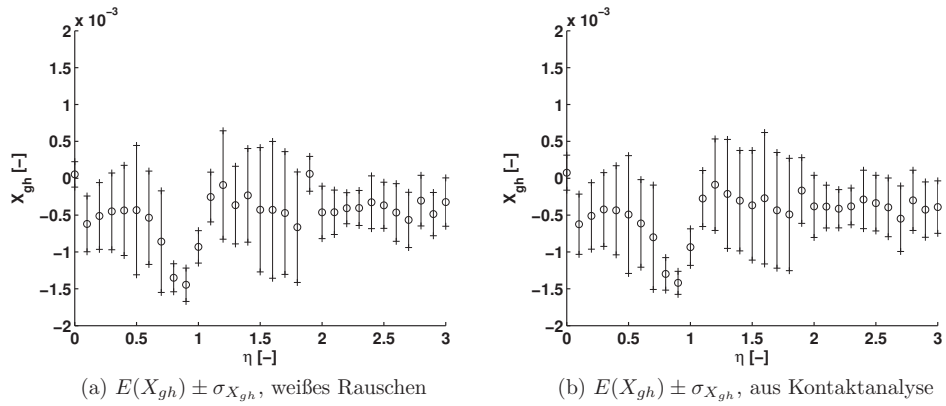 x 10⁻³
2
1.5
1
0.5
0
−0.5
−1
−1.5
−2
X_gh [−]
0 0.5 1 1.5 2 2.5 3
η [−]
(a) E(X_gh) ± σ_X_gh, weißes Rauschen
x 10⁻³
2
1.5
1
0.5
0
−0.5
−1
−1.5
−2
X_gh [−]
0 0.5 1 1.5 2 2.5 3
η [−]
(b) E(X_gh) ± σ_X_gh, aus Kontaktanalyse